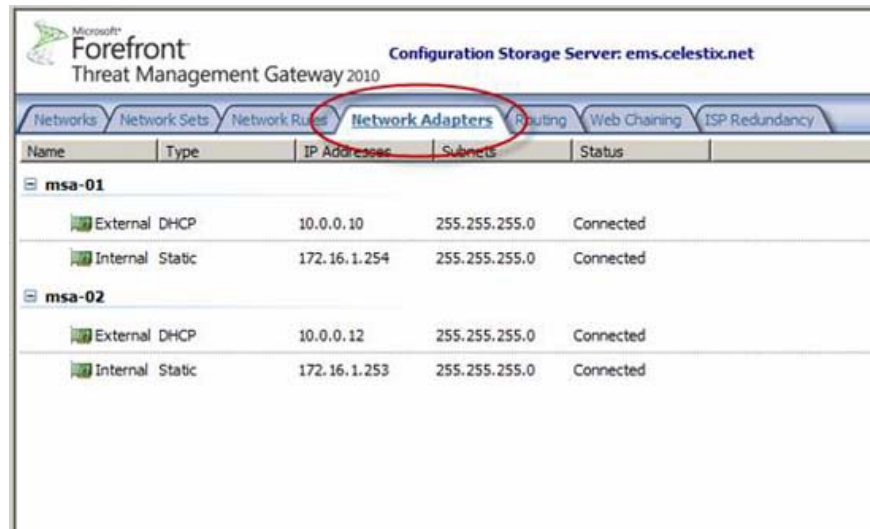 Microsoft®
Forefront™
Threat Management Gateway 2010
Configuration Storage Server: ems.celestix.net
Networks Network Sets Network Rules Network Adapters Routing Web Chaining ISP Redundancy
Name Type IP Addresses Subnets Status
msa-01
External DHCP 10.0.0.10 255.255.255.0 Connected
Internal Static 172.16.1.254 255.255.255.0 Connected
msa-02
External DHCP 10.0.0.12 255.255.255.0 Connected
Internal Static 172.16.1.253 255.255.255.0 Connected